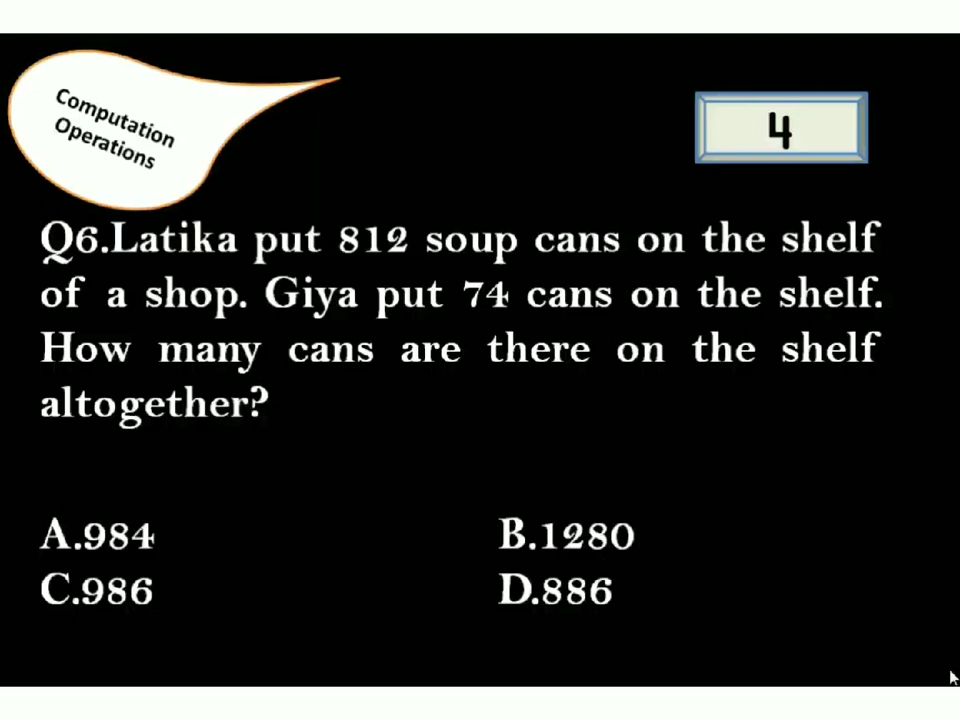 Computation
Operations
4
Q6.Latika put 812 soup cans on the shelf
of a shop. Giya put 74 cans on the shelf.
How many cans are there on the shelf
altogether?
A.984 B.1280
C.986 D.886